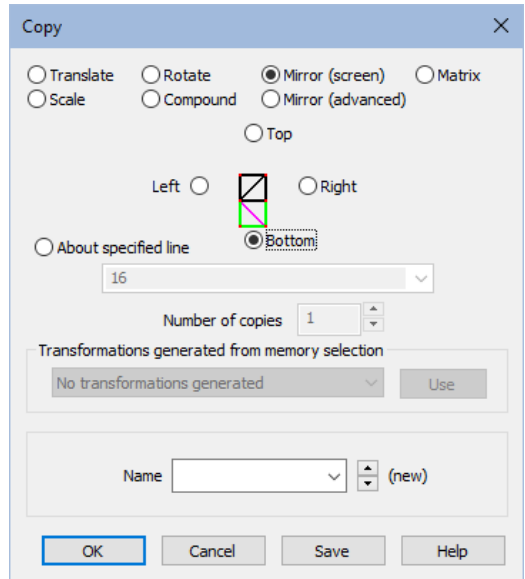 Copy
Translate Rotate Mirror (screen) Matrix
Scale Compound Mirror (advanced)
Top
Left Right
Bottom
About specified line
16
Number of copies 1
Transformations generated from memory selection
No transformations generated Use
Name (new)
OK Cancel Save Help